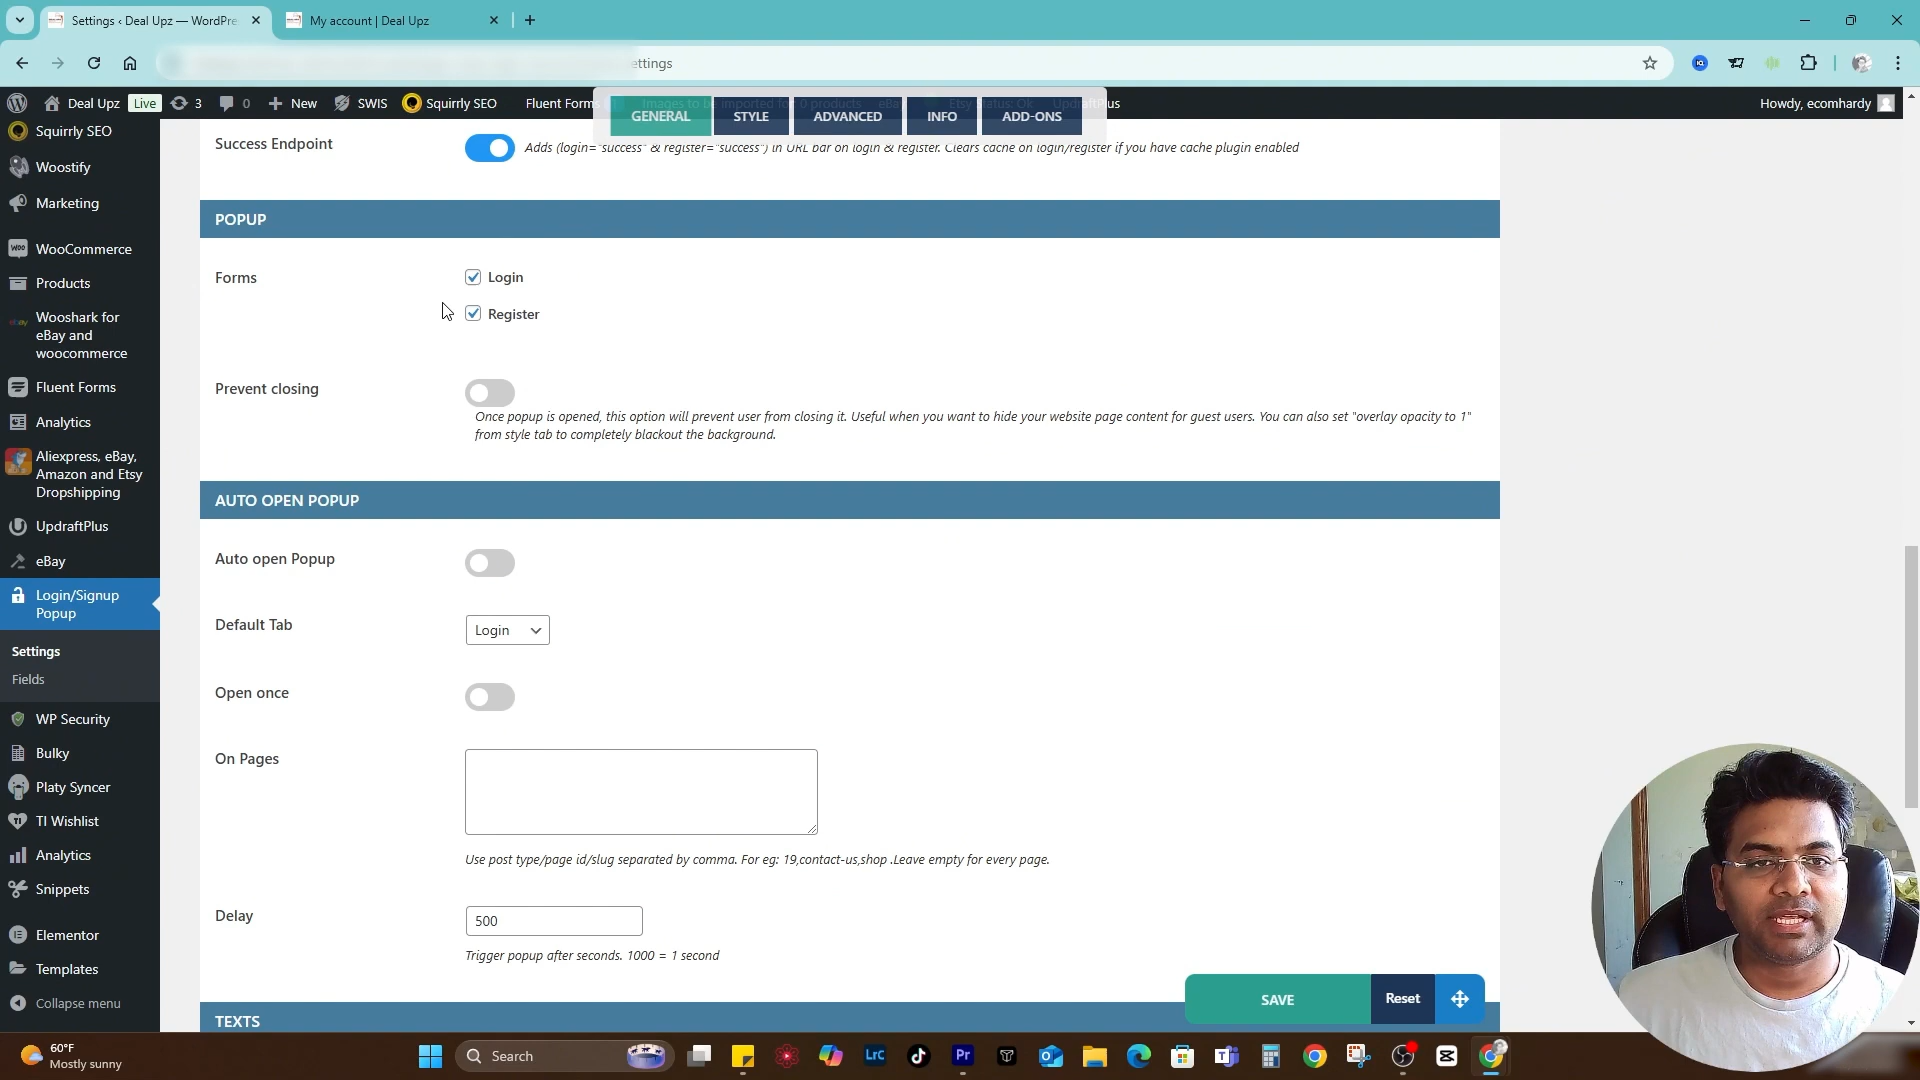 Settings ‹ Deal Upz — WordPre
My account | Deal Upz
ettings
Deal Upz
Live
3
0
New
SWIS
Squirrly SEO
Fluent Forms
Images to be imported for 0 products
eBay
Etsy Status: Ok
UpdraftPlus
Howdy, ecomhardy
GENERAL
STYLE
ADVANCED
INFO
ADD-ONS
Squirrly SEO
Woostify
Marketing
WooCommerce
Products
Wooshark for
eBay and
woocommerce
Fluent Forms
Analytics
Aliexpress, eBay,
Amazon and Etsy
Dropshipping
UpdraftPlus
eBay
Login/Signup
Popup
Settings
Fields
WP Security
Bulky
Platy Syncer
TI Wishlist
Analytics
Snippets
Elementor
Templates
Collapse menu
Success Endpoint
Adds (login="success" & register="success") in URL bar on login & register. Clears cache on login/register if you have cache plugin enabled
POPUP
Forms
Login
Register
Prevent closing
Once popup is opened, this option will prevent user from closing it. Useful when you want to hide your website page content for guest users. You can also set "overlay opacity to 1"
from style tab to completely blackout the background.
AUTO OPEN POPUP
Auto open Popup
Default Tab
Login
Open once
On Pages
Use post type/page id/slug separated by comma. For eg: 19,contact-us,shop .Leave empty for every page.
Delay
500
Trigger popup after seconds. 1000 = 1 second
SAVE
Reset
TEXTS
60°F
Mostly sunny
Search
LrC
Pr